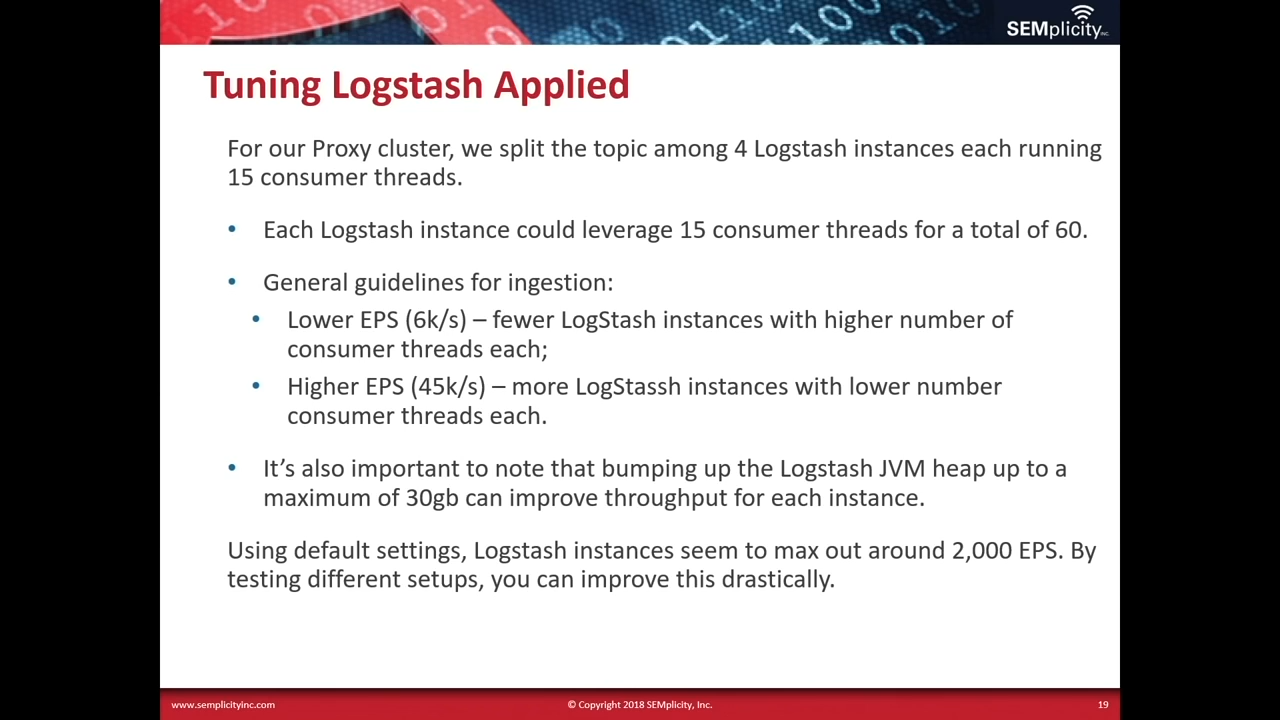 SEMplicity INC.
Tuning Logstash Applied
For our Proxy cluster, we split the topic among 4 Logstash instances each running
15 consumer threads.
• Each Logstash instance could leverage 15 consumer threads for a total of 60.
• General guidelines for ingestion:
• Lower EPS (6k/s) – fewer LogStash instances with higher number of
consumer threads each;
• Higher EPS (45k/s) – more LogStassh instances with lower number
consumer threads each.
• It’s also important to note that bumping up the Logstash JVM heap up to a
maximum of 30gb can improve throughput for each instance.
Using default settings, Logstash instances seem to max out around 2,000 EPS. By
testing different setups, you can improve this drastically.
www.semplicityinc.com
© Copyright 2018 SEMplicity, Inc.
19